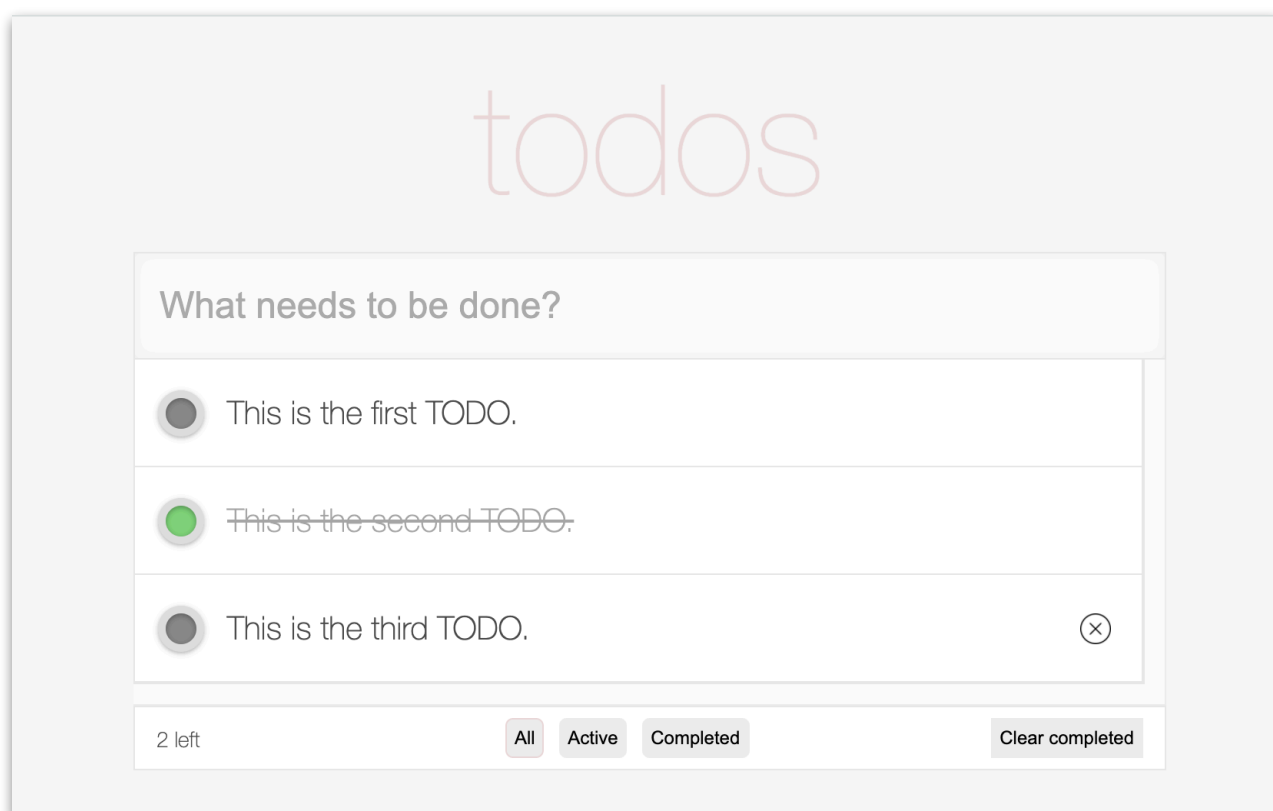 todos
What needs to be done?
This is the first TODO.
This is the second TODO.
This is the third TODO.
2 left All Active Completed Clear completed